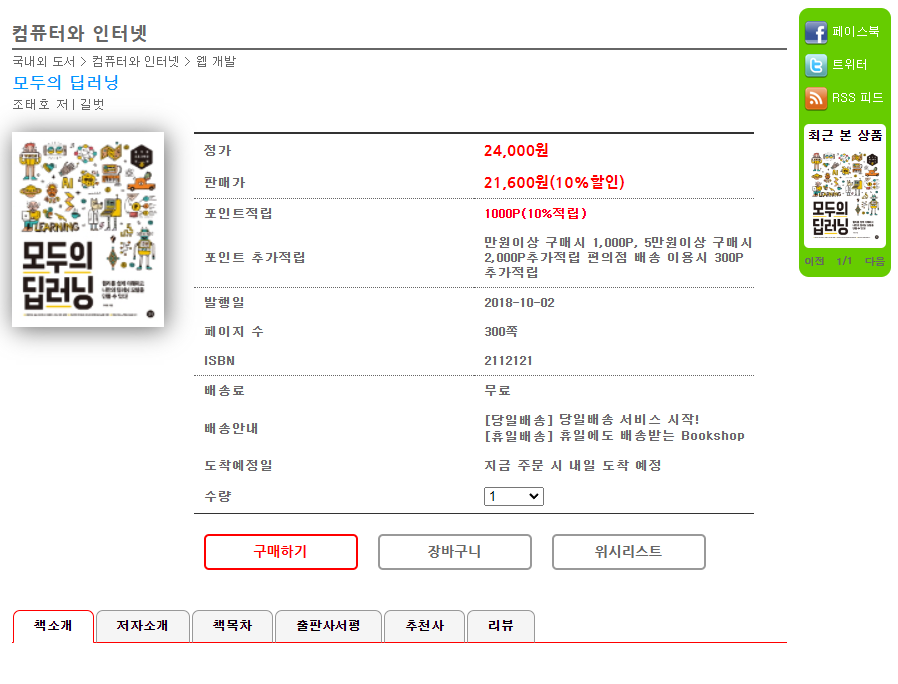 컴퓨터와 인터넷
국내외 도서 > 컴퓨터와 인터넷 > 웹 개발
모두의 딥러닝
조태호 저 | 길벗
LEARNING
모두의
딥러닝
정가 24,000원
판매가 21,600원(10%할인)
포인트적립 1000P(10%적립)
포인트 추가적립 만원이상 구매시 1,000P, 5만원이상 구매시
2,000P추가적립 편의점 배송 이용시 300P
추가적립
발행일 2018-10-02
페이지 수 300쪽
ISBN 2112121
배송료 무료
배송안내 [당일배송] 당일배송 서비스 시작!
[휴일배송] 휴일에도 배송받는 Bookshop
도착예정일 지금 주문 시 내일 도착 예정
수량 1
구매하기 장바구니 위시리스트
책소개 저자소개 책목차 출판사서평 추천사 리뷰
페이스북
트위터
RSS 피드
최근 본 상품
모두의
딥러닝
이전 1/1 다음